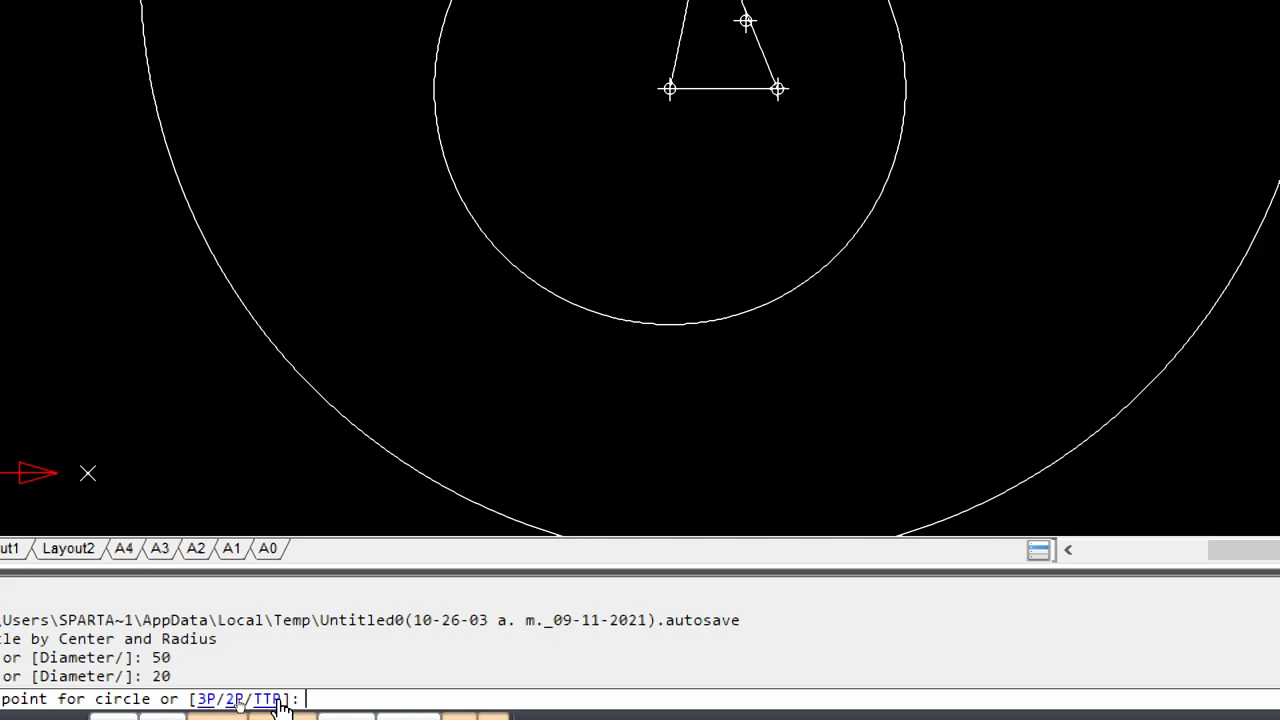 ut1 Layout2 A4 A3 A2 A1 A0
Users\SPARTA~1\AppData\Local\Temp\Untitled0(10-26-03 a. m._09-11-2021).autosave
cle by Center and Radius
or [Diameter/]: 50
or [Diameter/]: 20
point for circle or [3P/2P/TTR]: